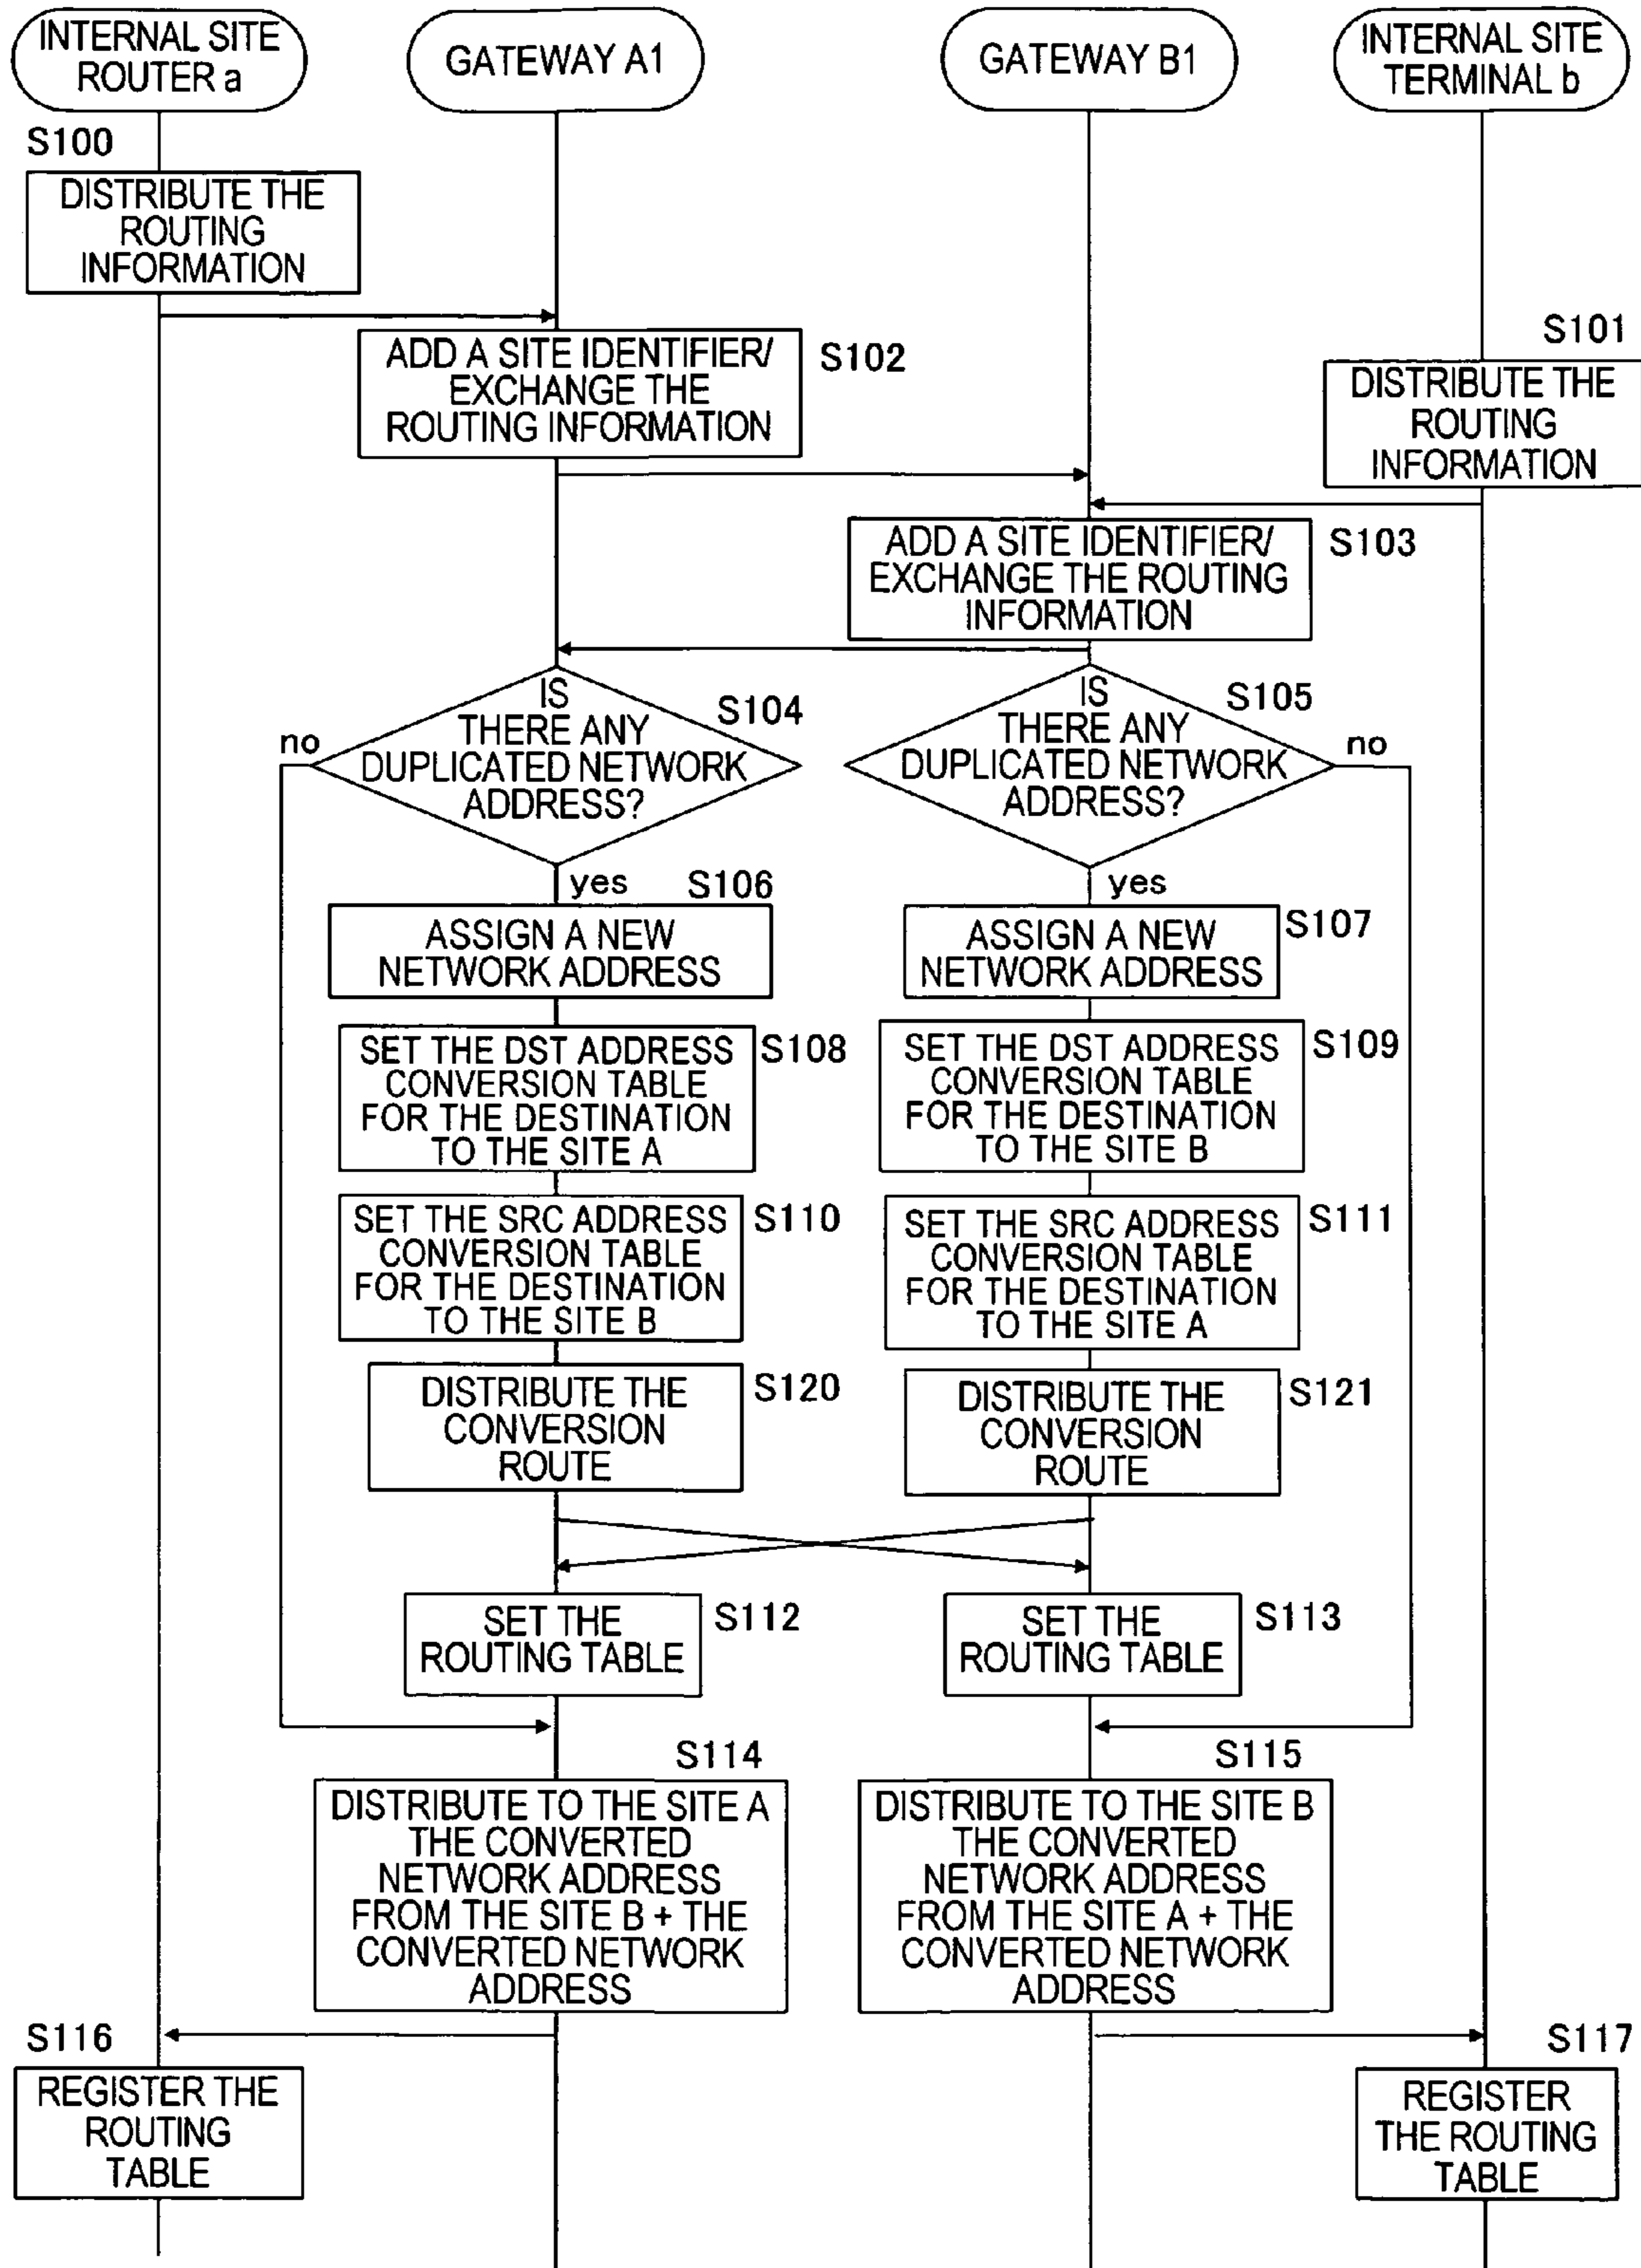 INTERNAL SITE
ROUTER a
GATEWAY A1
GATEWAY B1
INTERNAL SITE
TERMINAL b
S100
DISTRIBUTE THE
ROUTING
INFORMATION
ADD A SITE IDENTIFIER/
EXCHANGE THE
ROUTING INFORMATION
S102
S101
DISTRIBUTE THE
ROUTING
INFORMATION
ADD A SITE IDENTIFIER/
EXCHANGE THE ROUTING
INFORMATION
S103
IS
THERE ANY
DUPLICATED NETWORK
ADDRESS?
S104
no
yes
IS
THERE ANY
DUPLICATED NETWORK
ADDRESS?
S105
no
yes
S106
ASSIGN A NEW
NETWORK ADDRESS
ASSIGN A NEW
NETWORK ADDRESS
S107
SET THE DST ADDRESS
CONVERSION TABLE
FOR THE DESTINATION
TO THE SITE A
S108
SET THE DST ADDRESS
CONVERSION TABLE
FOR THE DESTINATION
TO THE SITE B
S109
SET THE SRC ADDRESS
CONVERSION TABLE
FOR THE DESTINATION
TO THE SITE B
S110
SET THE SRC ADDRESS
CONVERSION TABLE
FOR THE DESTINATION
TO THE SITE A
S111
DISTRIBUTE THE
CONVERSION
ROUTE
S120
DISTRIBUTE THE
CONVERSION
ROUTE
S121
SET THE
ROUTING TABLE
S112
SET THE
ROUTING TABLE
S113
S114
DISTRIBUTE TO THE SITE A
THE CONVERTED
NETWORK ADDRESS
FROM THE SITE B + THE
CONVERTED NETWORK
ADDRESS
S115
DISTRIBUTE TO THE SITE B
THE CONVERTED
NETWORK ADDRESS
FROM THE SITE A + THE
CONVERTED NETWORK
ADDRESS
S116
REGISTER THE
ROUTING
TABLE
S117
REGISTER
THE ROUTING
TABLE